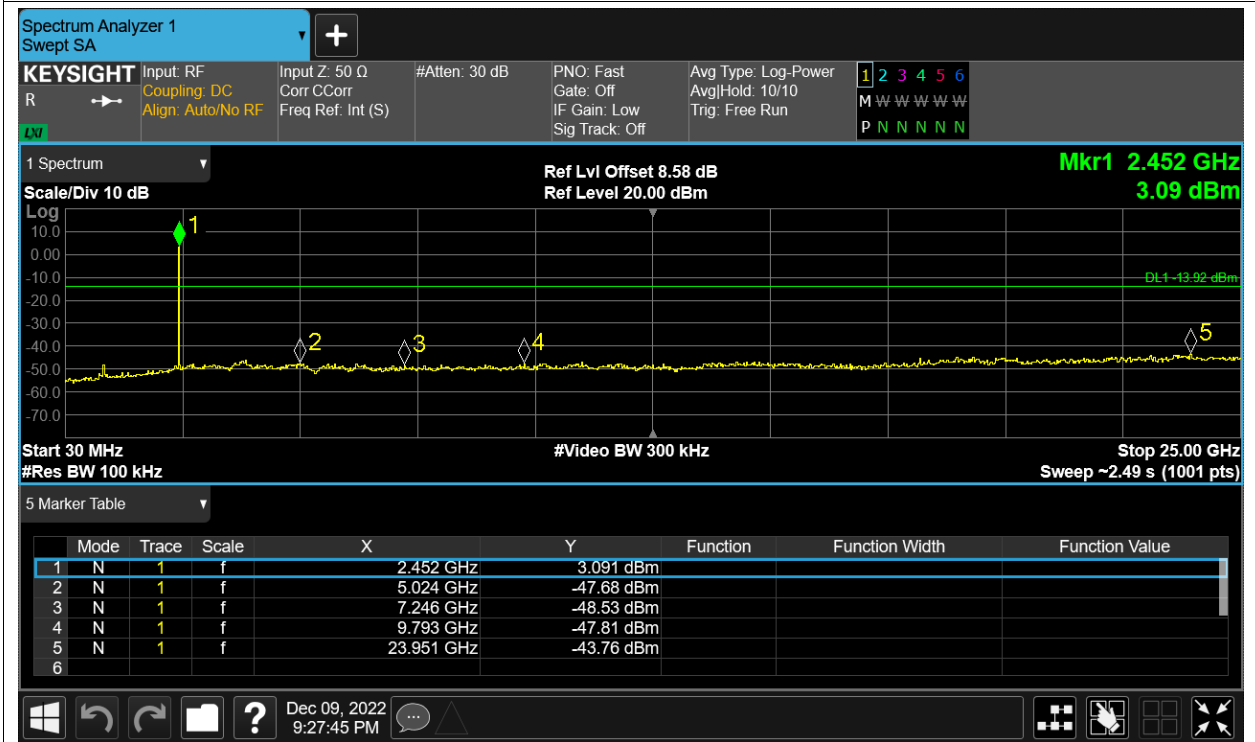 Spectrum Analyzer 1
Swept SA
KEYSIGHT
R
LXI
Input: RF
Coupling: DC
Align: Auto/No RF
Input Z: 50 Ω
Corr CCorr
Freq Ref: Int (S)
#Atten: 30 dB
PNO: Fast
Gate: Off
IF Gain: Low
Sig Track: Off
Avg Type: Log-Power
Avg|Hold: 10/10
Trig: Free Run
1 2 3 4 5 6
M W W W W W
P N N N N N
1 Spectrum
Scale/Div 10 dB
Ref Lvl Offset 8.58 dB
Ref Level 20.00 dBm
Mkr1 2.452 GHz
3.09 dBm
Log
10.0
0.00
-10.0
-20.0
-30.0
-40.0
-50.0
-60.0
-70.0
1
2
3
4
5
DL1 -13.92 dBm
Start 30 MHz
#Video BW 300 kHz
Stop 25.00 GHz
#Res BW 100 kHz
Sweep ~2.49 s (1001 pts)
5 Marker Table
Mode Trace Scale X Y Function Function Width Function Value
1 N 1 f 2.452 GHz 3.091 dBm
2 N 1 f 5.024 GHz -47.68 dBm
3 N 1 f 7.246 GHz -48.53 dBm
4 N 1 f 9.793 GHz -47.81 dBm
5 N 1 f 23.951 GHz -43.76 dBm
6
?
Dec 09, 2022
9:27:45 PM